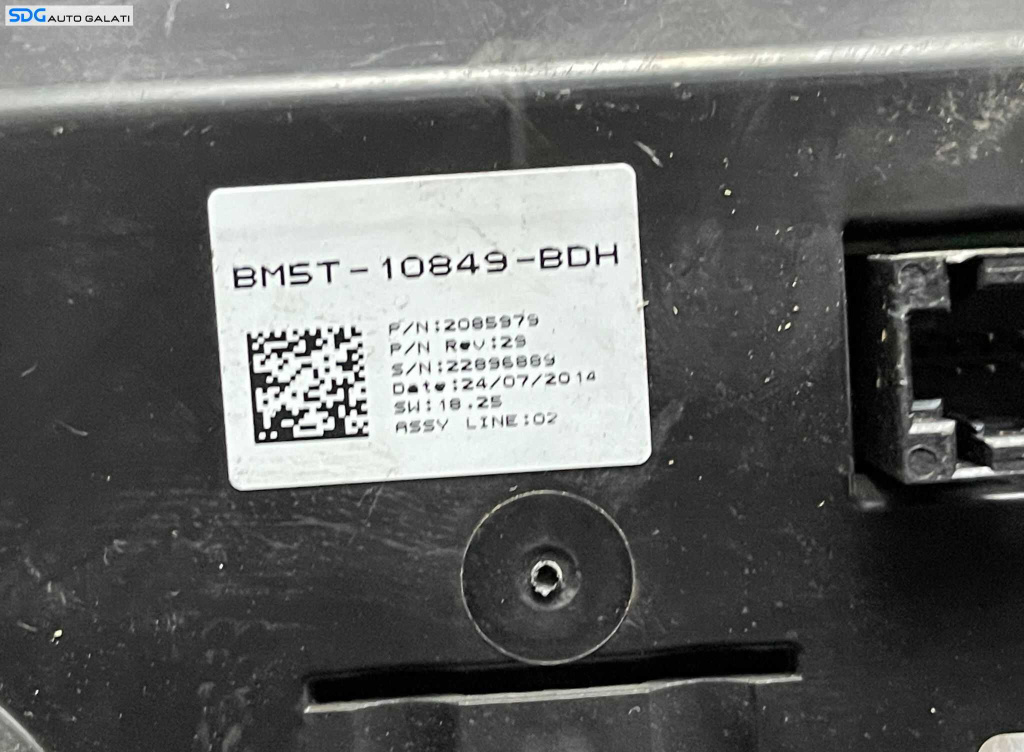 SDG AUTO GALATI
BM5T-10849-BDH
P/N:2085979
P/N Rev:29
S/N:22896889
Date:24/07/2014
SW:18.25
ASSY LINE:02